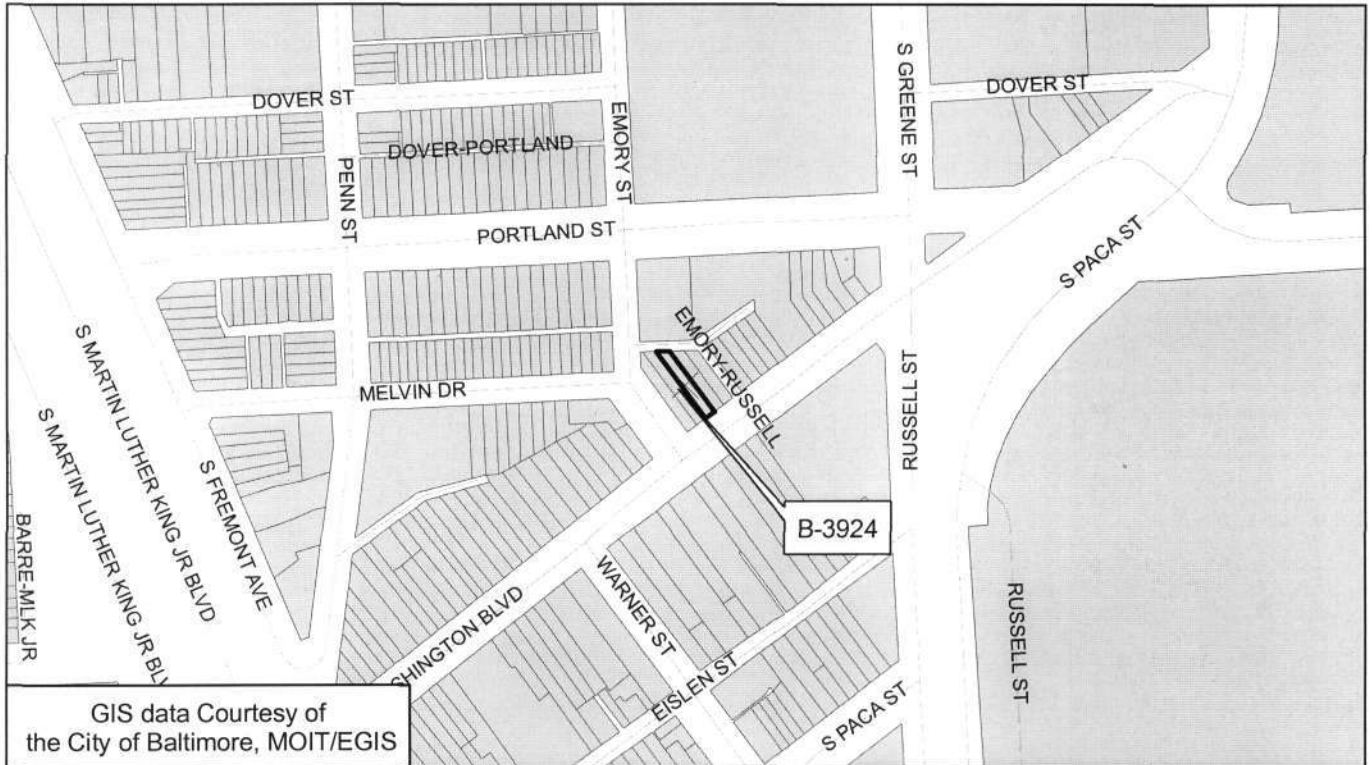 DOVER ST
DOVER ST
S GREENE ST
EMORY ST
DOVER-PORTLAND
PENN ST
PORTLAND ST
S PACA ST
EMORY-RUSSELL
S MARTIN LUTHER KING JR BLVD
S MARTIN LUTHER KING JR BLV
MELVIN DR
RUSSELL ST
S FREMONT AVE
B-3924
BARRE-MLK JR
WARNER ST
SHINGTON BLVD
EISLEN ST
RUSSELL ST
S PACA ST
GIS data Courtesy of
the City of Baltimore, MOIT/EGIS